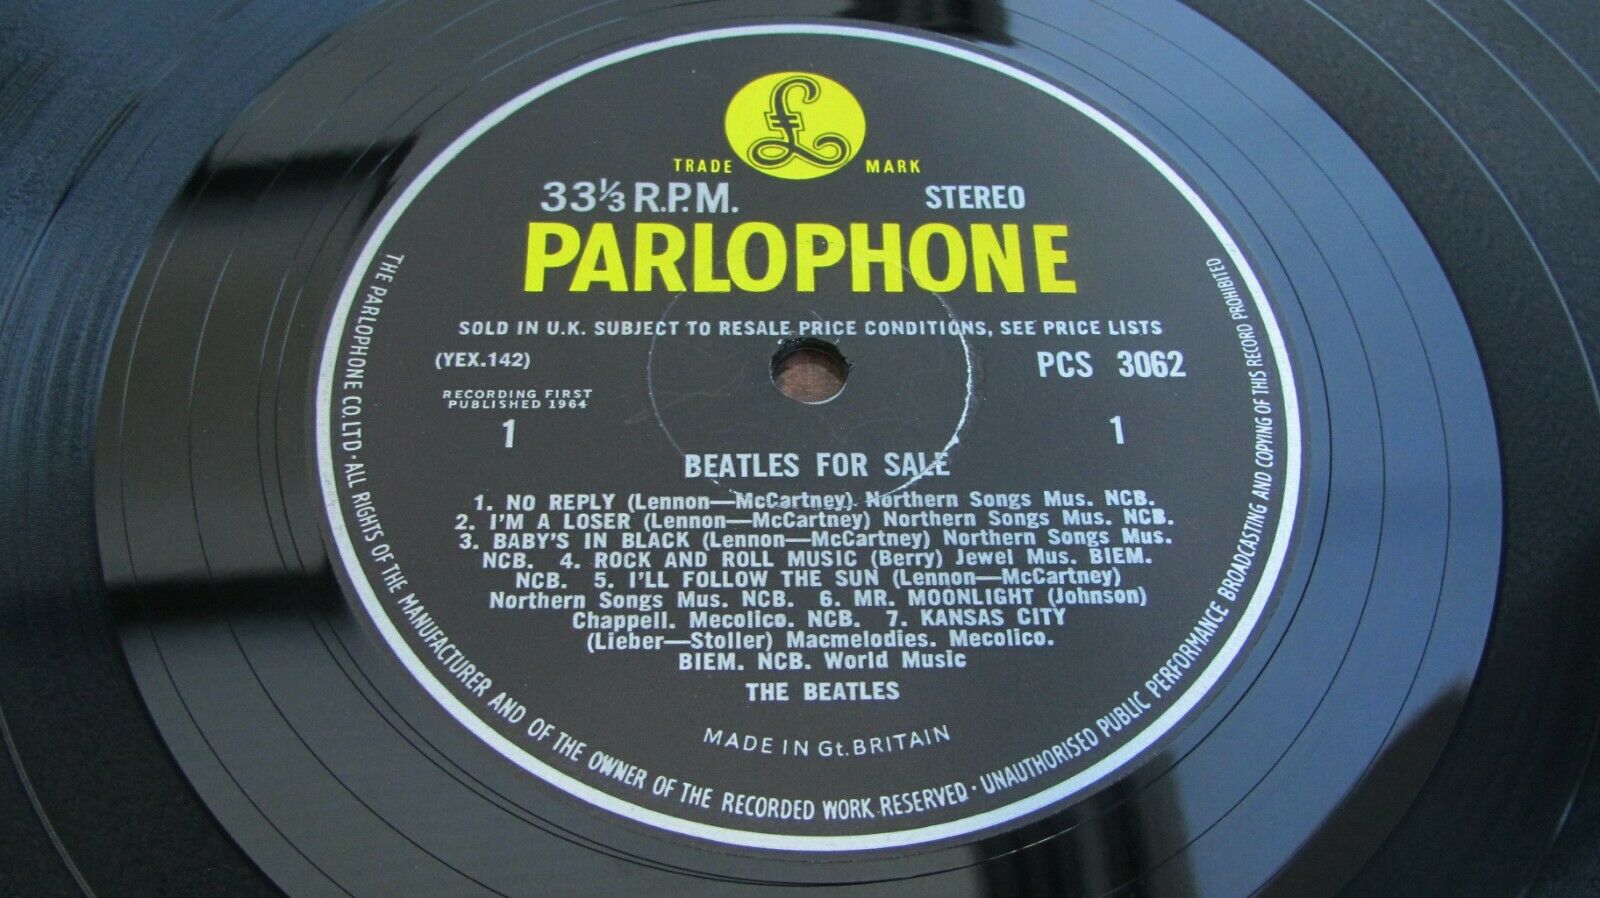 £
TRADE MARK
33⅓ R.P.M. STEREO
PARLOPHONE
SOLD IN U.K. SUBJECT TO RESALE PRICE CONDITIONS, SEE PRICE LISTS
(YEX.142) PCS 3062
RECORDING FIRST
PUBLISHED 1964
1 1
BEATLES FOR SALE
1. NO REPLY (Lennon—McCartney) Northern Songs Mus. NCB.
2. I'M A LOSER (Lennon—McCartney) Northern Songs Mus. NCB.
3. BABY'S IN BLACK (Lennon—McCartney) Northern Songs Mus.
NCB. 4. ROCK AND ROLL MUSIC (Berry) Jewel Mus. BIEM.
NCB. 5. I'LL FOLLOW THE SUN (Lennon—McCartney)
Northern Songs Mus. NCB. 6. MR. MOONLIGHT (Johnson)
Chappell. Mecolico. NCB. 7. KANSAS CITY
(Lieber—Stoller) Macmelodies. Mecolico.
BIEM. NCB. World Music
THE BEATLES
MADE IN Gt. BRITAIN
THE PARLOPHONE CO. LTD · ALL RIGHTS OF THE MANUFACTURER AND OF THE OWNER OF THE RECORDED WORK RESERVED · UNAUTHORISED PUBLIC PERFORMANCE BROADCASTING AND COPYING OF THIS RECORD PROHIBITED